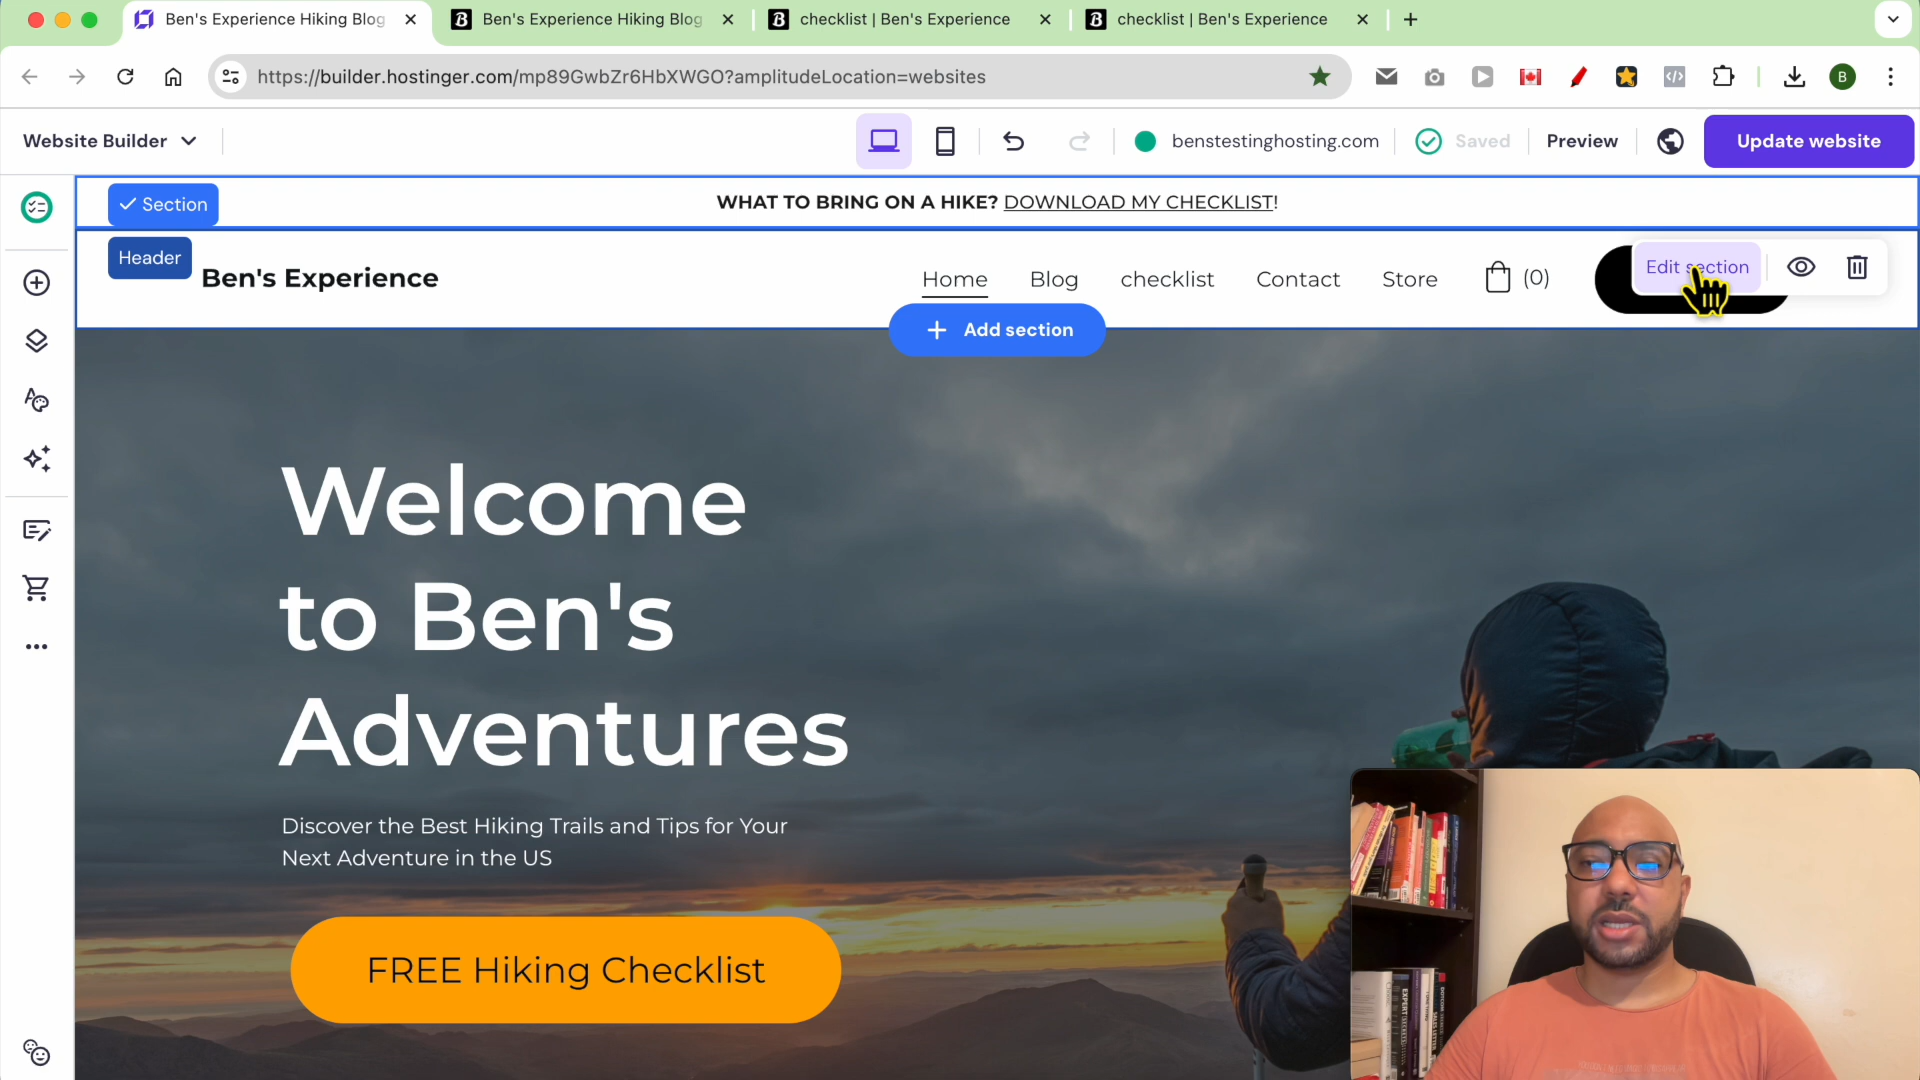 Ben's Experience Hiking Blog
Ben's Experience Hiking Blog
checklist | Ben's Experience
checklist | Ben's Experience
https://builder.hostinger.com/mp89GwbZr6HbXWGO?amplitudeLocation=websites
B
Website Builder
benstestinghosting.com
Saved
Preview
Update website
Section
WHAT TO BRING ON A HIKE? DOWNLOAD MY CHECKLIST!
Header
Ben's Experience
Home
Blog
checklist
Contact
Store
(0)
Edit section
+ Add section
Welcome
to Ben's
Adventures
Discover the Best Hiking Trails and Tips for Your
Next Adventure in the US
FREE Hiking Checklist